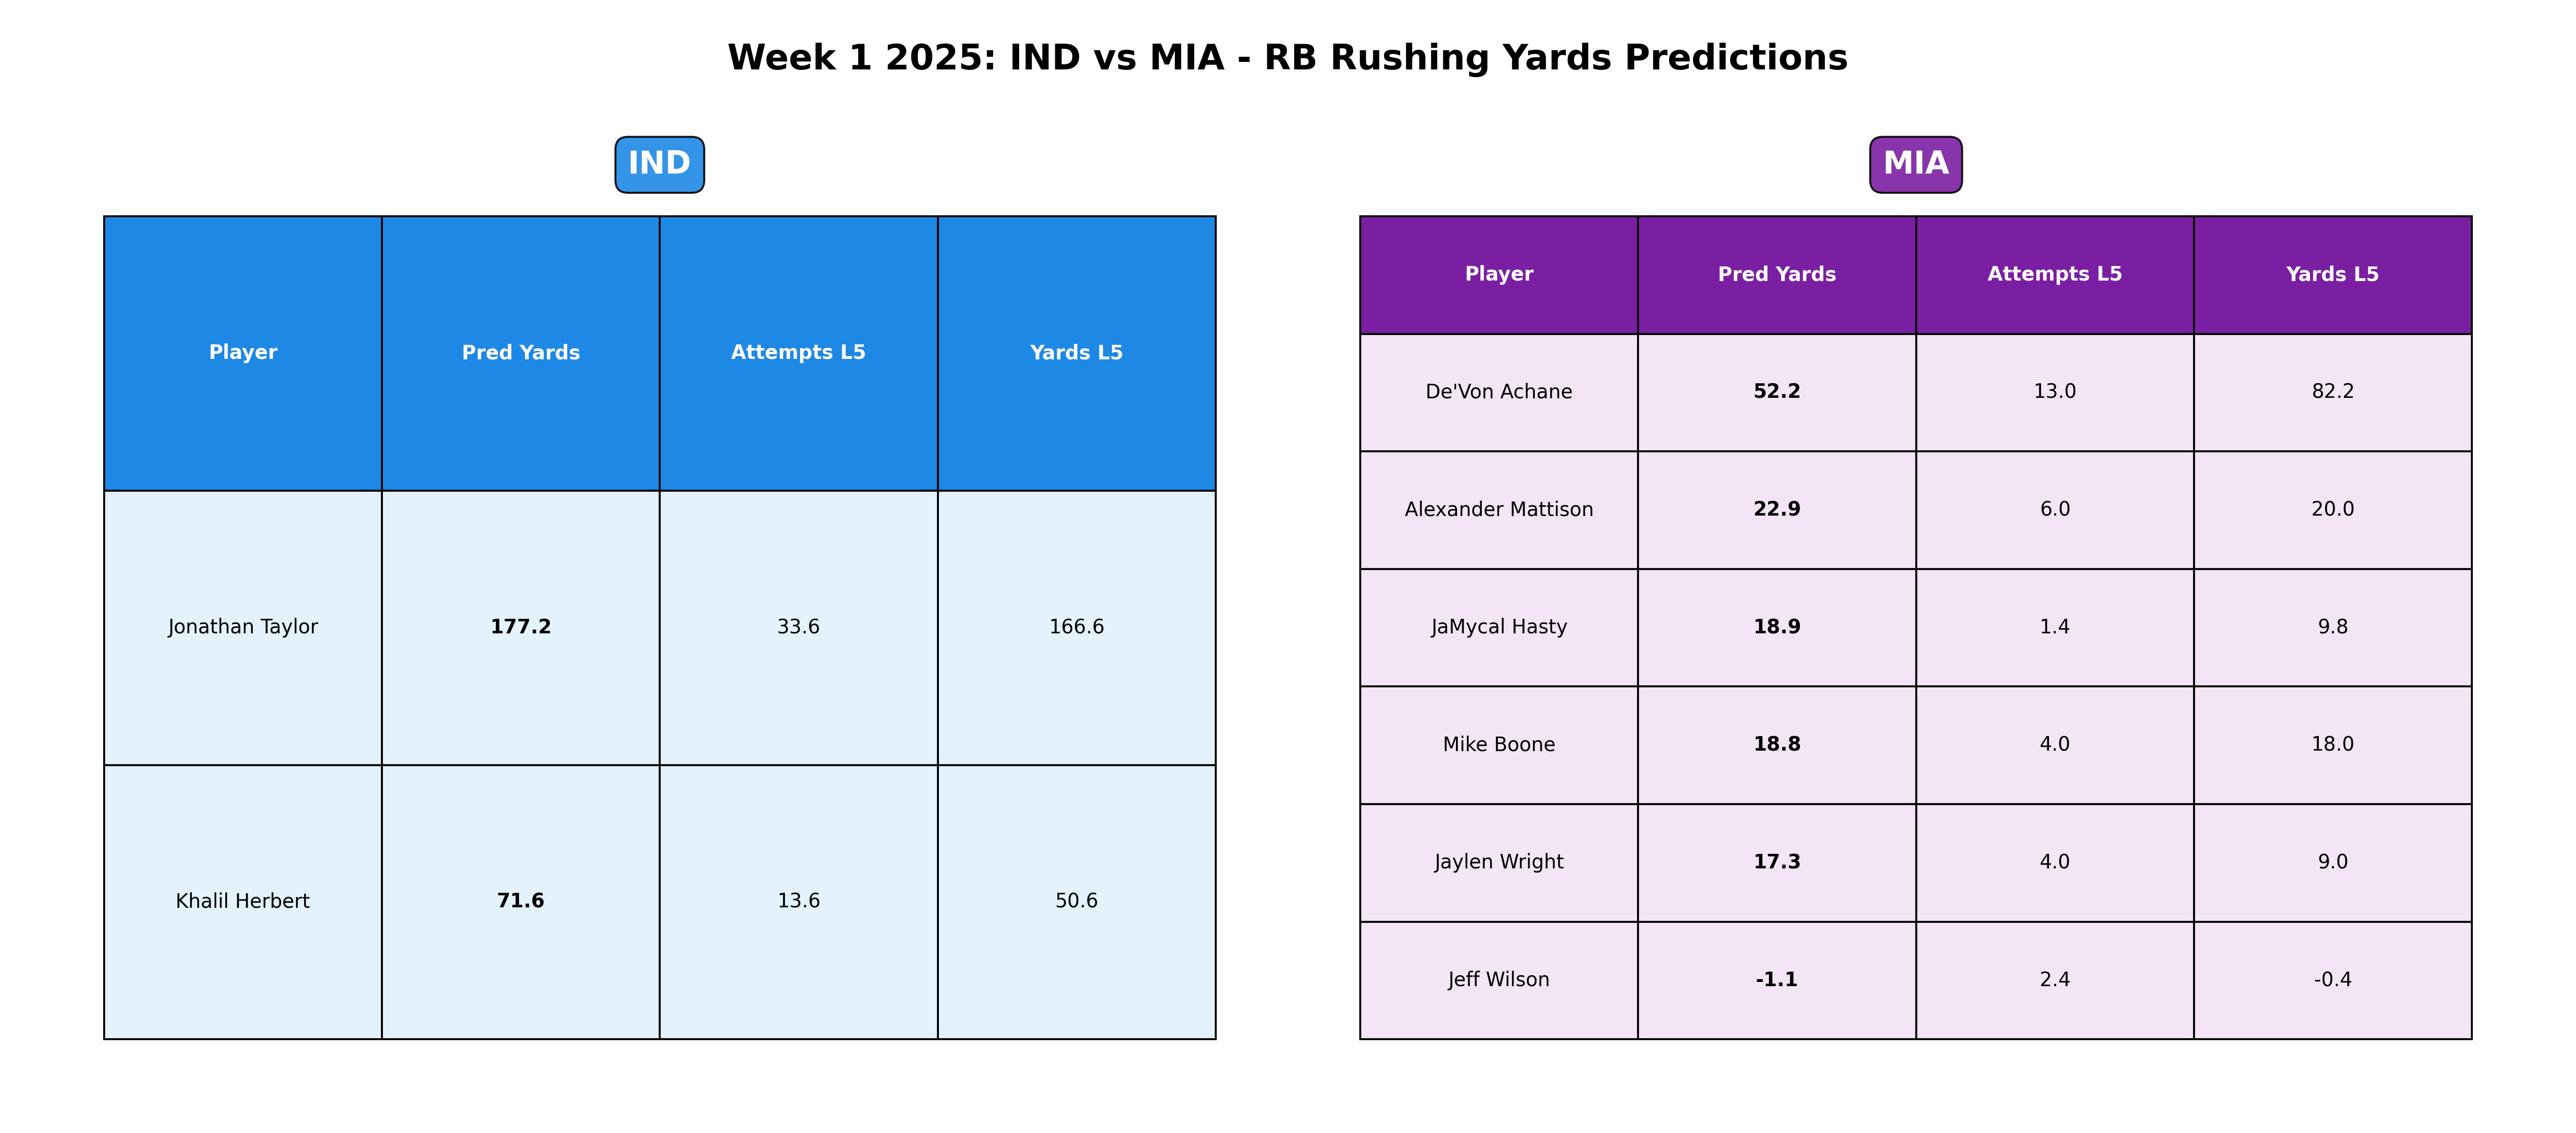 Week 1 2025: IND vs MIA - RB Rushing Yards Predictions
IND
Player Pred Yards Attempts L5 Yards L5
Jonathan Taylor 177.2 33.6 166.6
Khalil Herbert 71.6 13.6 50.6
MIA
Player Pred Yards Attempts L5 Yards L5
De'Von Achane 52.2 13.0 82.2
Alexander Mattison 22.9 6.0 20.0
JaMycal Hasty 18.9 1.4 9.8
Mike Boone 18.8 4.0 18.0
Jaylen Wright 17.3 4.0 9.0
Jeff Wilson -1.1 2.4 -0.4